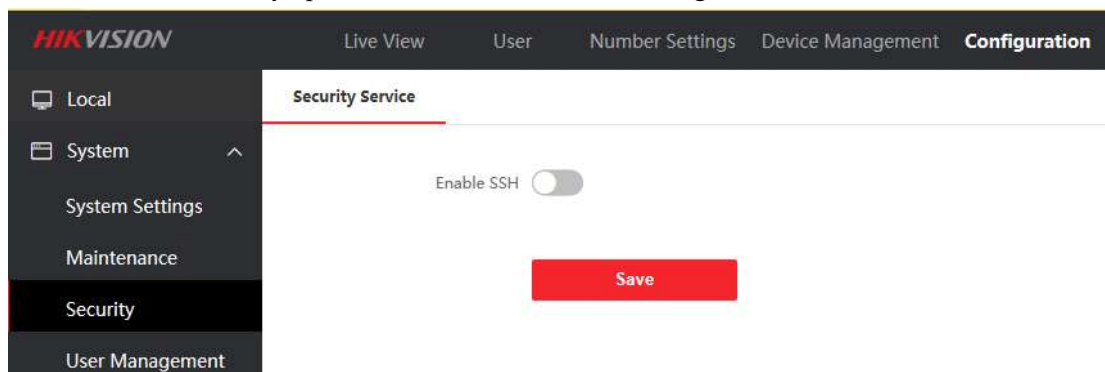 HIKVISION
Live View User Number Settings Device Management Configuration
Local
Security Service
System
Enable SSH
System Settings
Maintenance
Save
Security
User Management